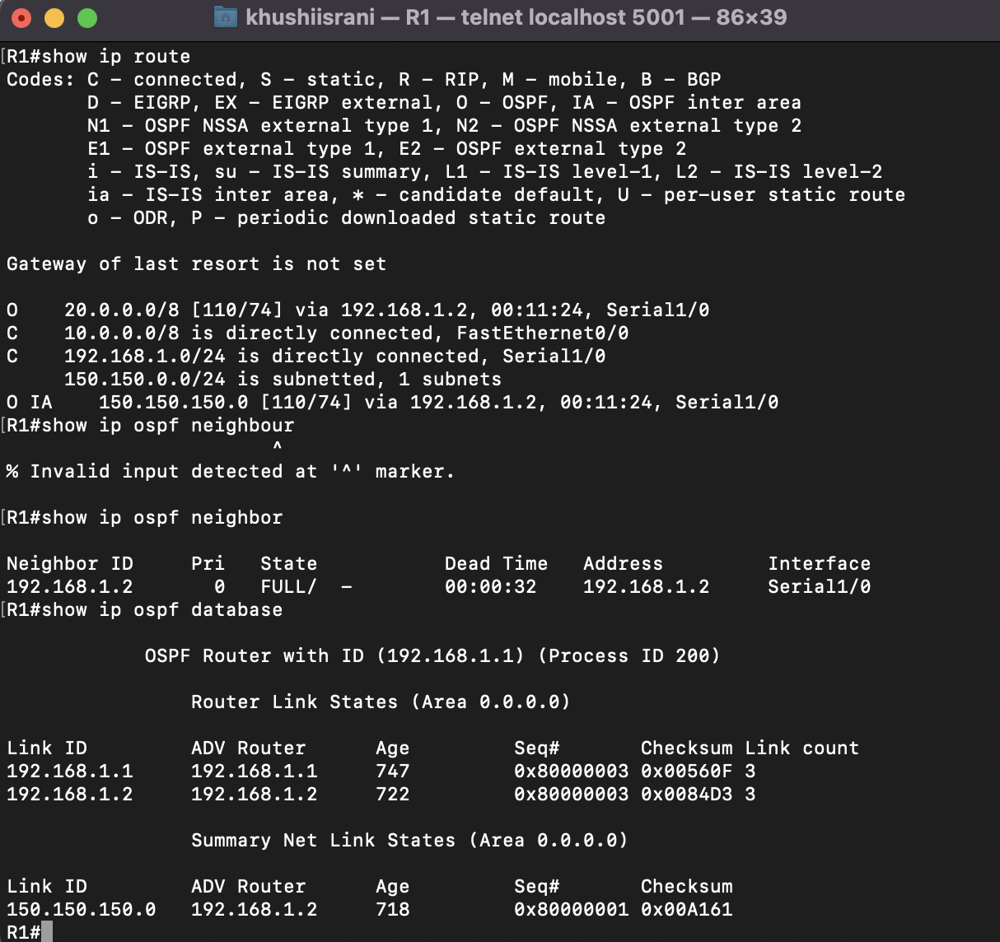 khushiisrani — R1 — telnet localhost 5001 — 86×39
[R1#show ip route
Codes: C - connected, S - static, R - RIP, M - mobile, B - BGP
       D - EIGRP, EX - EIGRP external, O - OSPF, IA - OSPF inter area
       N1 - OSPF NSSA external type 1, N2 - OSPF NSSA external type 2
       E1 - OSPF external type 1, E2 - OSPF external type 2
       i - IS-IS, su - IS-IS summary, L1 - IS-IS level-1, L2 - IS-IS level-2
       ia - IS-IS inter area, * - candidate default, U - per-user static route
       o - ODR, P - periodic downloaded static route

Gateway of last resort is not set

O    20.0.0.0/8 [110/74] via 192.168.1.2, 00:11:24, Serial1/0
C    10.0.0.0/8 is directly connected, FastEthernet0/0
C    192.168.1.0/24 is directly connected, Serial1/0
     150.150.0.0/24 is subnetted, 1 subnets
O IA    150.150.150.0 [110/74] via 192.168.1.2, 00:11:24, Serial1/0
[R1#show ip ospf neighbour
                       ^
% Invalid input detected at '^' marker.

[R1#show ip ospf neighbor

Neighbor ID     Pri   State           Dead Time   Address         Interface
192.168.1.2       0   FULL/  -        00:00:32    192.168.1.2     Serial1/0
[R1#show ip ospf database

            OSPF Router with ID (192.168.1.1) (Process ID 200)

                Router Link States (Area 0.0.0.0)

Link ID         ADV Router      Age         Seq#       Checksum Link count
192.168.1.1     192.168.1.1     747         0x80000003 0x00560F 3
192.168.1.2     192.168.1.2     722         0x80000003 0x0084D3 3

                Summary Net Link States (Area 0.0.0.0)

Link ID         ADV Router      Age         Seq#       Checksum
150.150.150.0   192.168.1.2     718         0x80000001 0x00A161
R1#